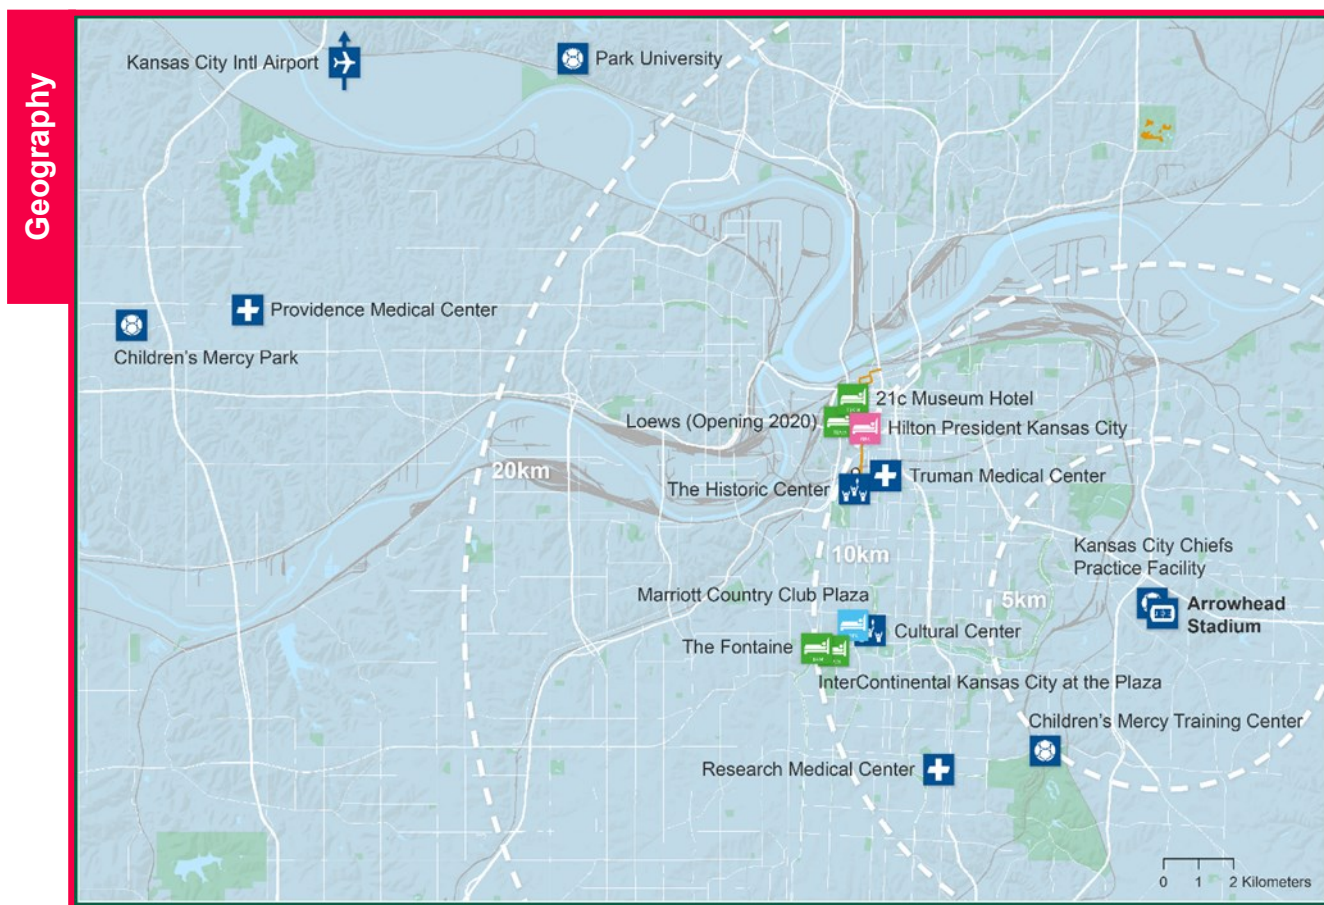 Geography
Kansas City Intl Airport
Park University
Providence Medical Center
Children's Mercy Park
21c Museum Hotel
Loews (Opening 2020)
Hilton President Kansas City
20km
Truman Medical Center
The Historic Center
10km
Kansas City Chiefs
Practice Facility
Marriott Country Club Plaza
5km
Arrowhead
Stadium
Cultural Center
The Fontaine
InterContinental Kansas City at the Plaza
Children's Mercy Training Center
Research Medical Center
0 1 2 Kilometers